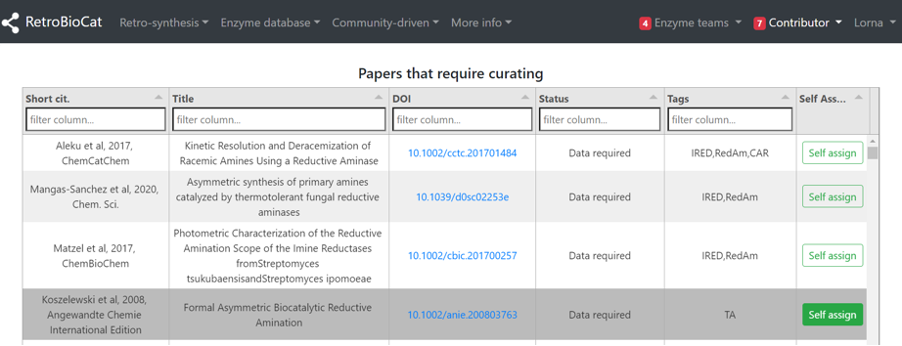 RetroBioCat Retro-synthesis Enzyme database Community-driven More info 4 Enzyme teams 7 Contributor Lorna
Papers that require curating
Short cit. Title DOI Status Tags Self Ass...
filter column... filter column... filter column... filter column... filter column...
Aleku et al, 2017,
ChemCatChem
Kinetic Resolution and Deracemization of
Racemic Amines Using a Reductive Aminase
10.1002/cctc.201701484
Data required
IRED,RedAm,CAR
Self assign
Mangas-Sanchez et al, 2020,
Chem. Sci.
Asymmetric synthesis of primary amines
catalyzed by thermotolerant fungal reductive
aminases
10.1039/d0sc02253e
Data required
IRED,RedAm
Self assign
Matzel et al, 2017,
ChemBioChem
Photometric Characterization of the Reductive
Amination Scope of the Imine Reductases
fromStreptomyces
tsukubaensisandStreptomyces ipomoeae
10.1002/cbic.201700257
Data required
IRED,RedAm
Self assign
Koszelewski et al, 2008,
Angewandte Chemie
International Edition
Formal Asymmetric Biocatalytic Reductive
Amination
10.1002/anie.200803763
Data required
TA
Self assign